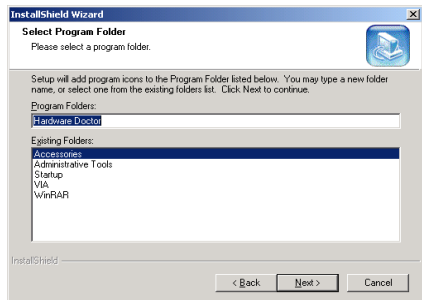 InstallShield Wizard
Select Program Folder
Please select a program folder.
Setup will add program icons to the Program Folder listed below. You may type a new folder
name, or select one from the existing folders list. Click Next to continue.
Program Folders:
Hardware Doctor
Existing Folders:
Accessories
Administrative Tools
Startup
VIA
WinRAR
InstallShield
< Back Next > Cancel